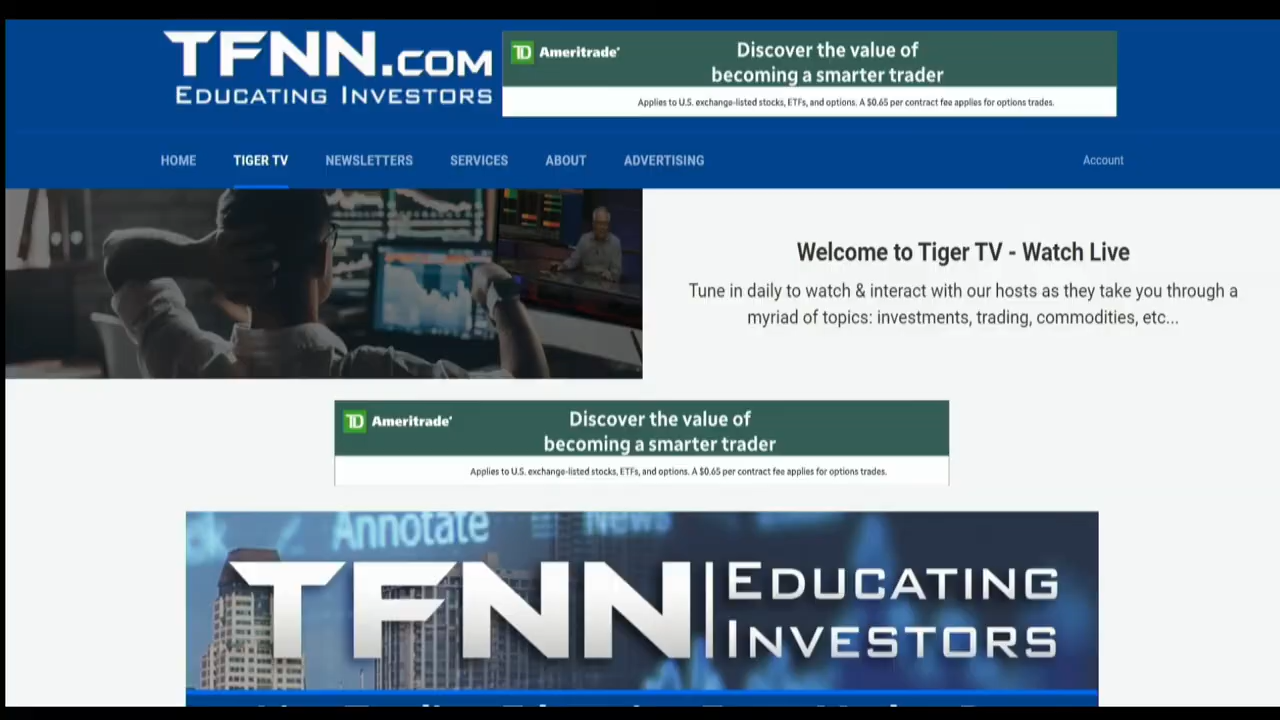 TFNN.COM
EDUCATING INVESTORS
TD Ameritrade
Discover the value of
becoming a smarter trader
Applies to U.S. exchange-listed stocks, ETFs, and options. A $0.65 per contract fee applies for options trades.
HOME TIGER TV NEWSLETTERS SERVICES ABOUT ADVERTISING Account
Welcome to Tiger TV - Watch Live
Tune in daily to watch & interact with our hosts as they take you through a
myriad of topics: investments, trading, commodities, etc...
TD Ameritrade
Discover the value of
becoming a smarter trader
Applies to U.S. exchange-listed stocks, ETFs, and options. A $0.65 per contract fee applies for options trades.
Annotate News
TFNN EDUCATING
INVESTORS